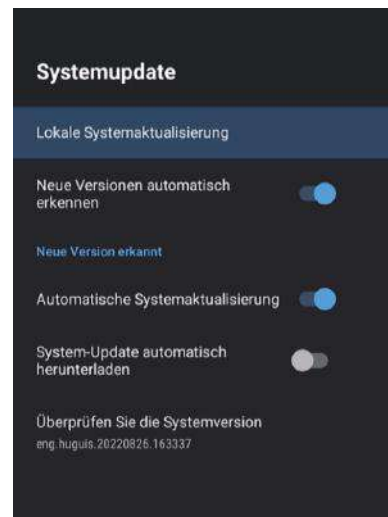 Systemupdate
Lokale Systemaktualisierung
Neue Versionen automatisch
erkennen
Neue Version erkannt
Automatische Systemaktualisierung
System-Update automatisch
herunterladen
Überprüfen Sie die Systemversion
eng.huguis.20220826.163337